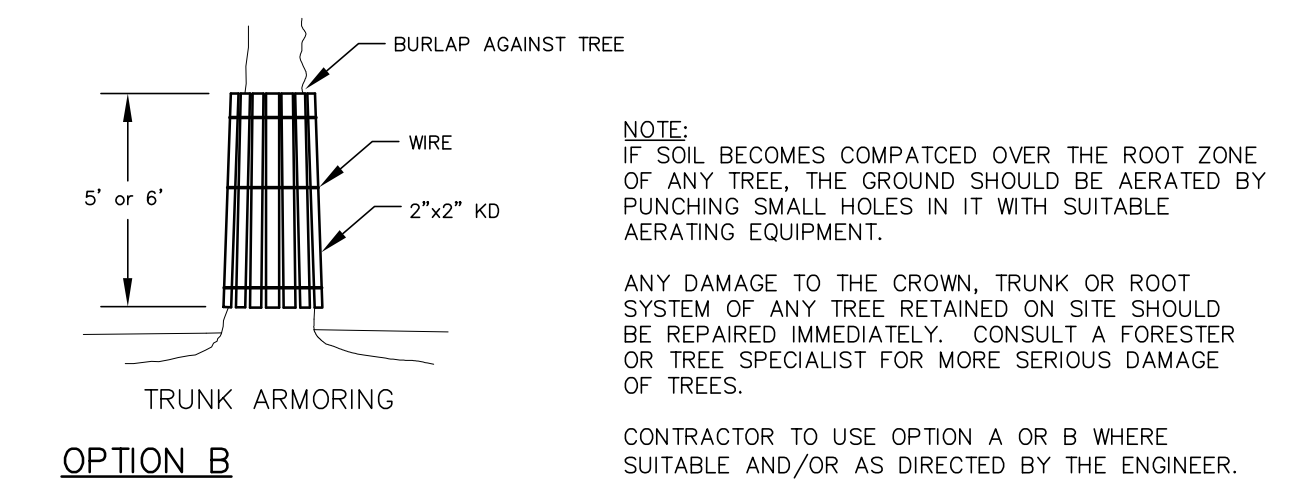 BURLAP AGAINST TREE
WIRE
5' or 6'
2"x2" KD
TRUNK ARMORING
OPTION B
NOTE:
IF SOIL BECOMES COMPATCED OVER THE ROOT ZONE
OF ANY TREE, THE GROUND SHOULD BE AERATED BY
PUNCHING SMALL HOLES IN IT WITH SUITABLE
AERATING EQUIPMENT.
ANY DAMAGE TO THE CROWN, TRUNK OR ROOT
SYSTEM OF ANY TREE RETAINED ON SITE SHOULD
BE REPAIRED IMMEDIATELY. CONSULT A FORESTER
OR TREE SPECIALIST FOR MORE SERIOUS DAMAGE
OF TREES.
CONTRACTOR TO USE OPTION A OR B WHERE
SUITABLE AND/OR AS DIRECTED BY THE ENGINEER.